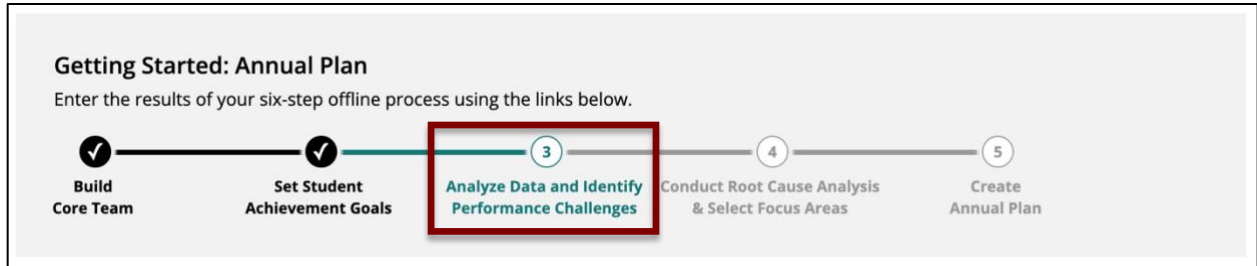 Getting Started: Annual Plan
Enter the results of your six-step offline process using the links below.
3
4
5
Build
Core Team
Set Student
Achievement Goals
Analyze Data and Identify
Performance Challenges
Conduct Root Cause Analysis
& Select Focus Areas
Create
Annual Plan